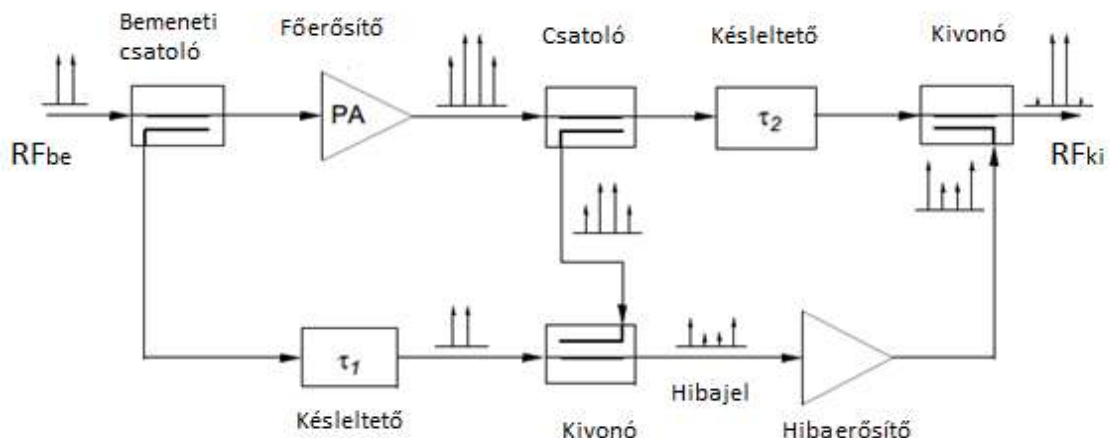 Bemeneti
csatoló
Főerősítő
Csatoló
Késleltető
Kivonó
PA
τ2
RFbe
RFki
τ1
Hibajel
Késleltető
Kivonó
Hibaerősítő